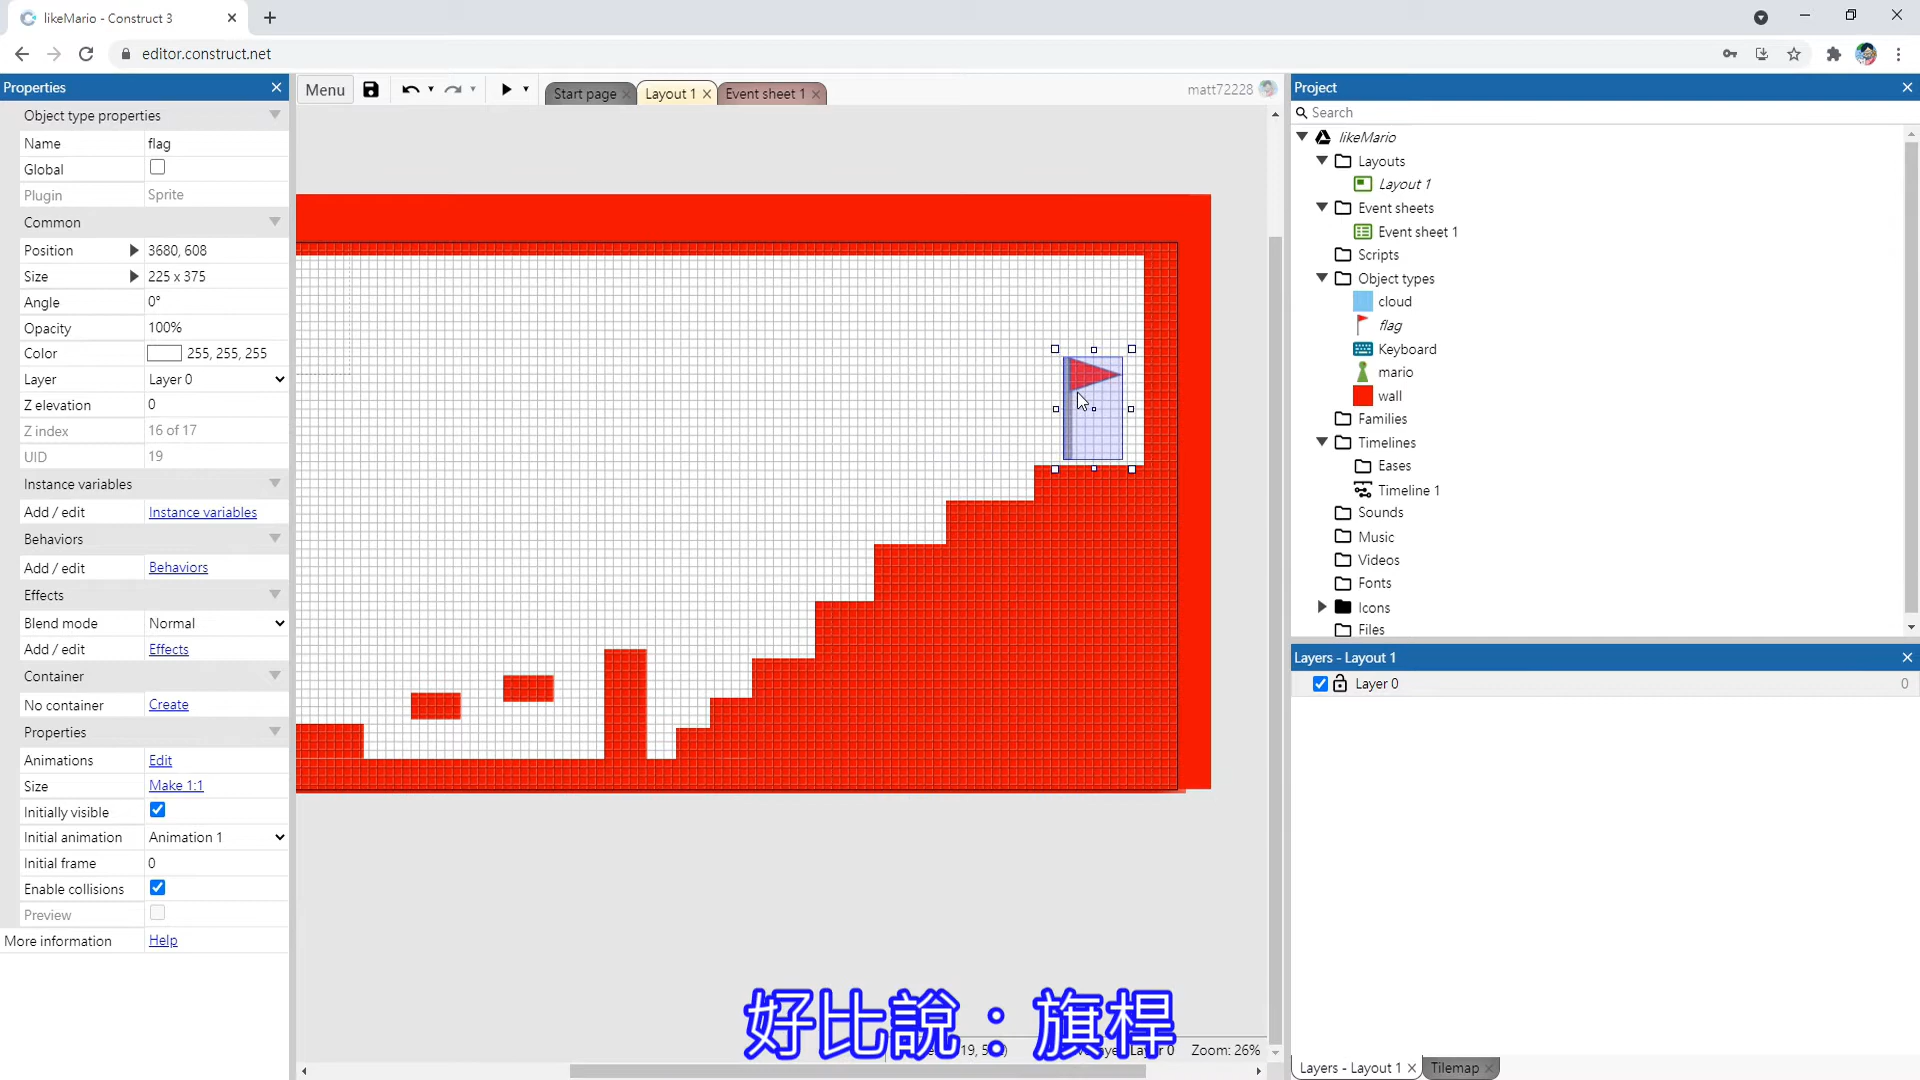 likeMario - Construct 3
editor.construct.net
Properties
Menu
Start page
Layout 1
Event sheet 1
matt72228
Project
Object type properties
Name flag
Global
Plugin Sprite
Common
Position 3680, 608
Size 225 x 375
Angle 0°
Opacity 100%
Color 255, 255, 255
Layer Layer 0
Z elevation 0
Z index 16 of 17
UID 19
Instance variables
Add / edit Instance variables
Behaviors
Add / edit Behaviors
Effects
Blend mode Normal
Add / edit Effects
Container
No container Create
Properties
Animations Edit
Size Make 1:1
Initially visible
Initial animation Animation 1
Initial frame 0
Enable collisions
Preview
More information Help
Search
likeMario
Layouts
Layout 1
Event sheets
Event sheet 1
Scripts
Object types
cloud
flag
Keyboard
mario
wall
Families
Timelines
Eases
Timeline 1
Sounds
Music
Videos
Fonts
Icons
Files
Layers - Layout 1
Layer 0 0
好比說：旗桿
Zoom: 26%
Layers - Layout 1
Tilemap